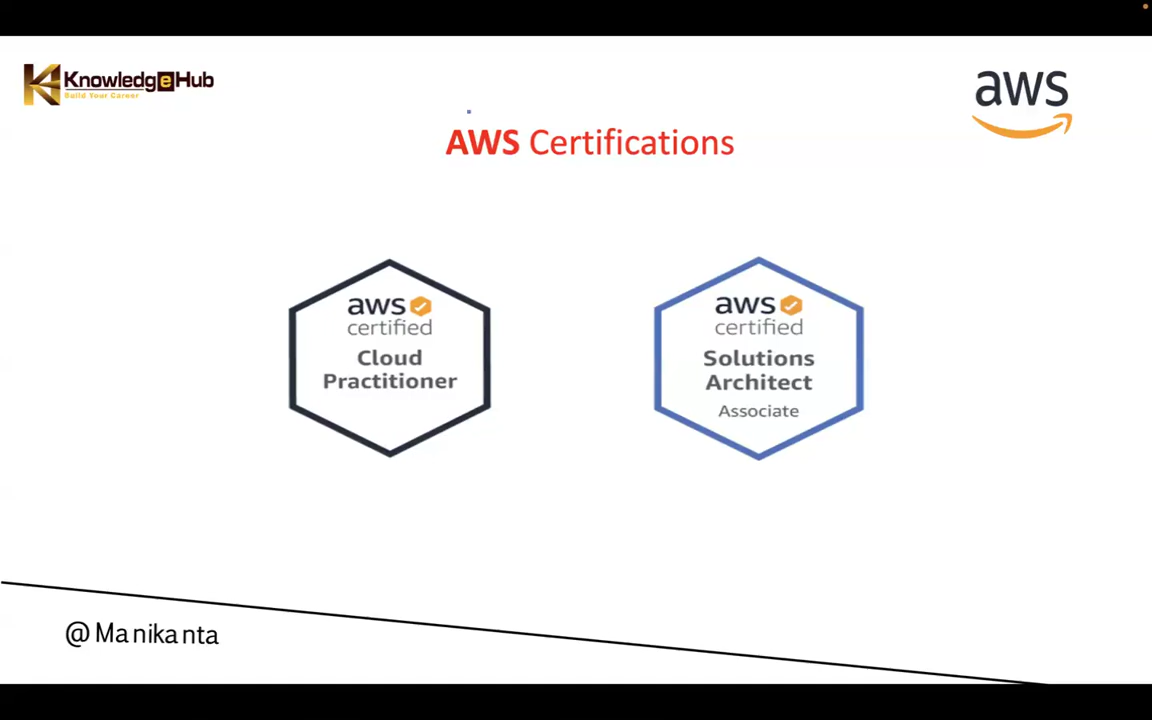 KnowledgeHub
Build Your Career
aws
AWS Certifications
aws
certified
Cloud
Practitioner
aws
certified
Solutions
Architect
Associate
@Manikanta